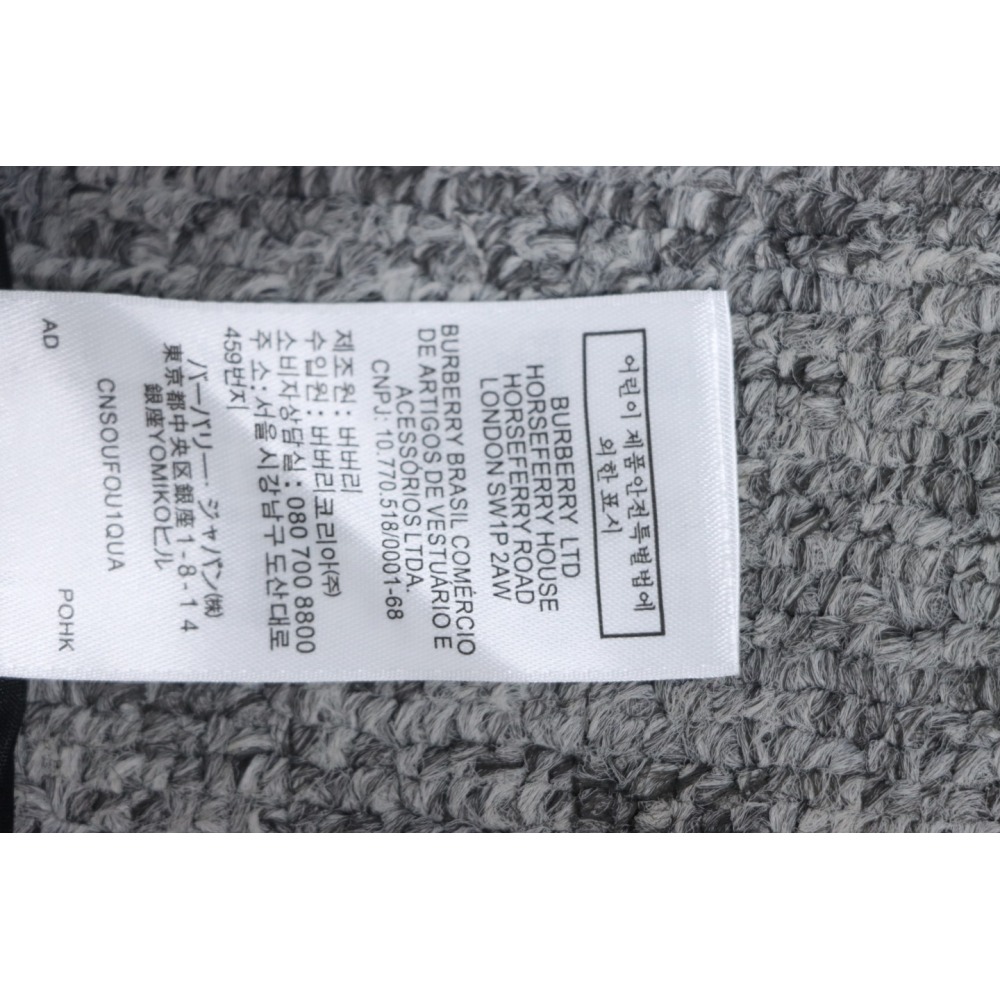 어린이제품안전특별법에
의한 표시
BURBERRY LTD
HORSEFERRY HOUSE
HORSEFERRY ROAD
LONDON SW1P 2AW
BURBERRY BRASIL COMÉRCIO
DE ARTIGOS DE VESTUÁRIO E
ACESSÓRIOS LTDA.
CNPJ: 10.770.518/0001-68
제조원 : 버버리
수입원 : 버버리코리아(주)
소비자상담실 : 080 700 8800
주 소 : 서울시강남구 도산대로
459번지
バーバリー・ジャパン㈱
東京都中央区銀座1-8-14
銀座YOMIKOビル
CNSOUFQU1QUA
AD
POHK